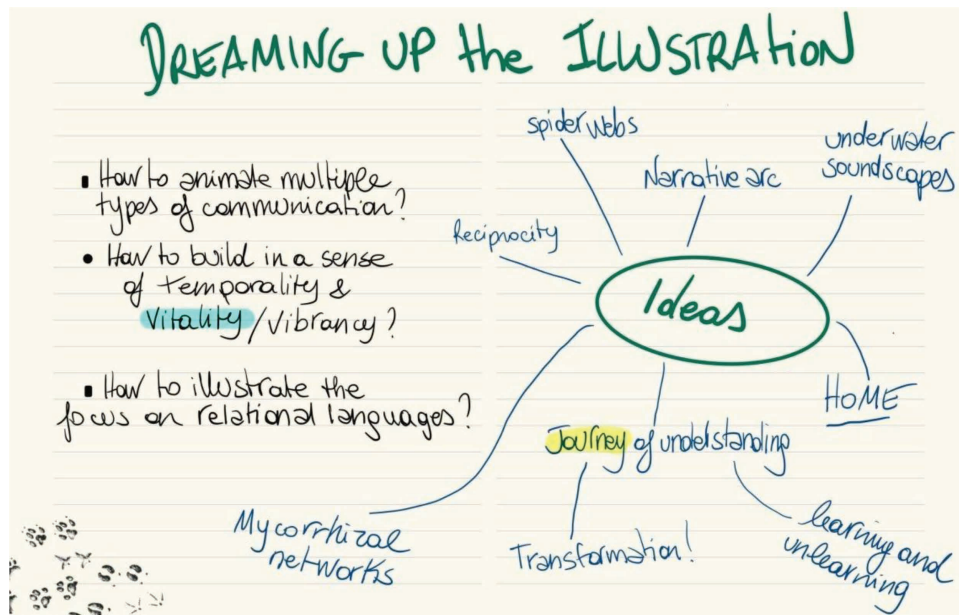 DREAMING UP the ILLUSTRATION
▪ How to animate multiple
types of communication?
• How to build in a sense
of temporality &
Vitality/Vibrancy?
▪ How to illustrate the
focus on relational languages?
spider webs
Narrative arc
underwater
soundscapes
Reciprocity
Ideas
HOME
Journey of understanding
Mycorrhizal
networks
Transformation!
learning and
unlearning